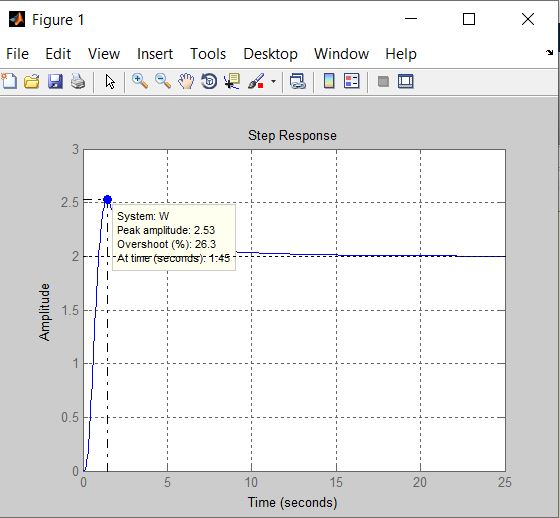 Figure 1
File Edit View Insert Tools Desktop Window Help
Step Response
3
2.5
2
1.5
1
0.5
0
Amplitude
System: W
Peak amplitude: 2.53
Overshoot (%): 26.3
At time (seconds): 1.45
0 5 10 15 20 25
Time (seconds)